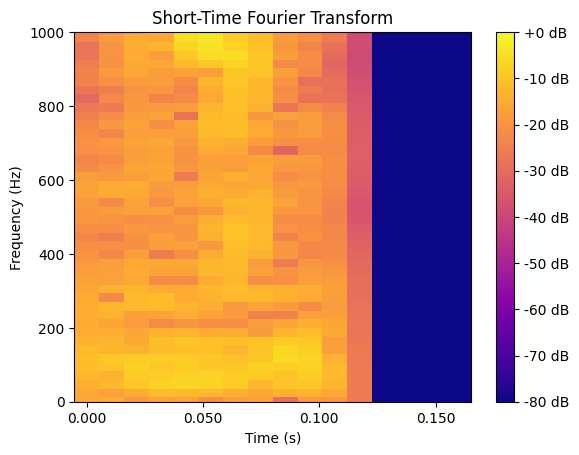 Short-Time Fourier Transform
1000
800
600
400
200
0
Frequency (Hz)
0.000
0.050
0.100
0.150
Time (s)
+0 dB
-10 dB
-20 dB
-30 dB
-40 dB
-50 dB
-60 dB
-70 dB
-80 dB